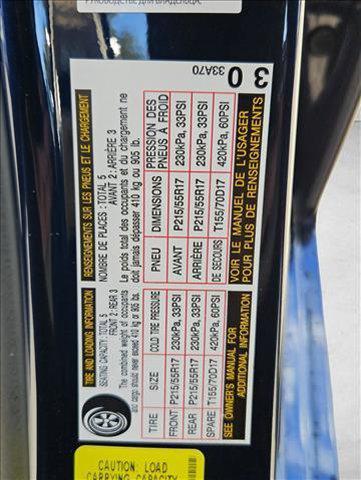 РУКОВОДСТВЕ ДЛЯ ВЛАДЕЛЬЦА
TIRE AND LOADING INFORMATION
SEATING CAPACITY: TOTAL 5
FRONT 2: REAR 3
The combined weight of occupants
and cargo should never exceed 410 kg or 905 lbs.
TIRE SIZE COLD TIRE PRESSURE
FRONT P215/55R17 230kPa, 33PSI
REAR P215/55R17 230kPa, 33PSI
SPARE T155/70D17 420kPa, 60PSI
SEE OWNER'S MANUAL FOR
ADDITIONAL INFORMATION
RENSEIGNEMENTS SUR LES PNEUS ET LE CHARGEMENT
NOMBRE DE PLACES : TOTAL 5
AVANT 2 : ARRIÈRE 3
Le poids total des occupants et du chargement ne
doit jamais dépasser 410 kg ou 905 lb.
PNEU DIMENSIONS PRESSION DES
PNEUS À FROID
AVANT P215/55R17 230kPa, 33PSI
ARRIÈRE P215/55R17 230kPa, 33PSI
DE SECOURS T155/70D17 420kPa, 60PSI
VOIR LE MANUEL DE L'USAGER
POUR PLUS DE RENSEIGNEMENTS
33A70
3 0
CAUTION: LOAD
CARRYING CAPACITY